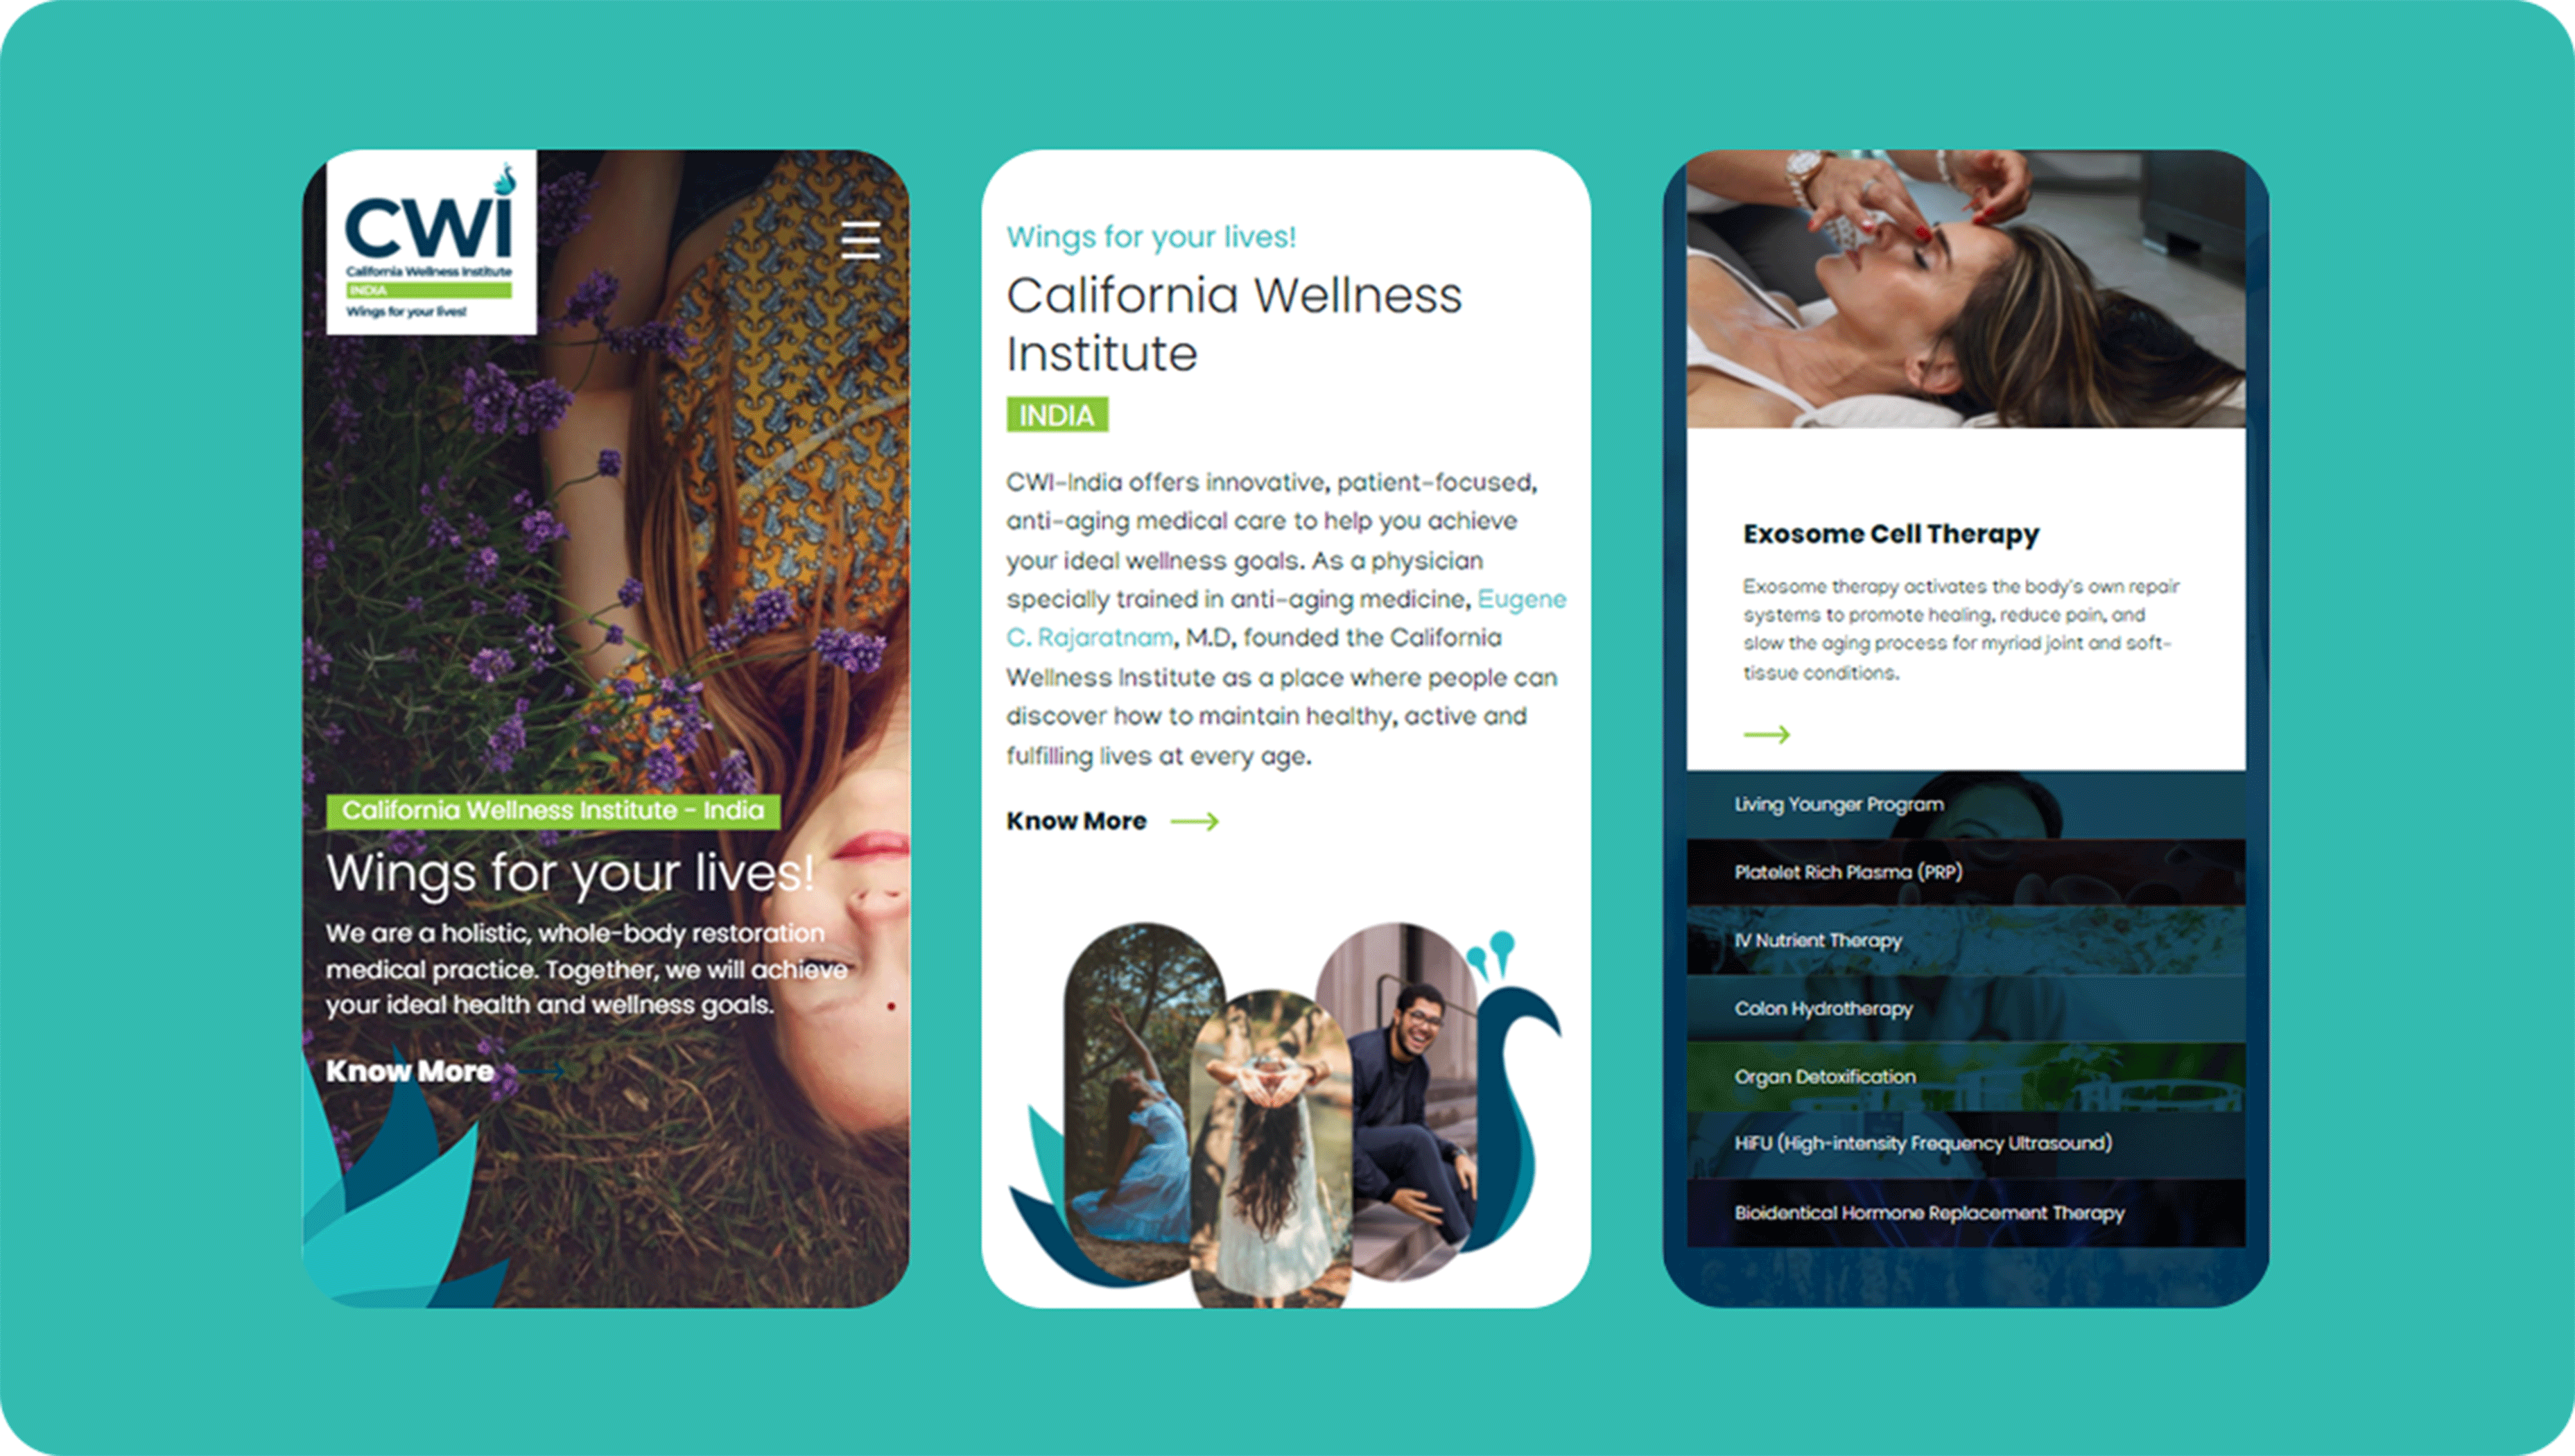 CWI
California Wellness Institute
INDIA
Wings for your lives!
California Wellness Institute - India
Wings for your lives!
We are a holistic, whole-body restoration
medical practice. Together, we will achieve
your ideal health and wellness goals.
Know More
Wings for your lives!
California Wellness
Institute
INDIA
CWI-India offers innovative, patient-focused,
anti-aging medical care to help you achieve
your ideal wellness goals. As a physician
specially trained in anti-aging medicine, Eugene
C. Rajaratnam, M.D, founded the California
Wellness Institute as a place where people can
discover how to maintain healthy, active and
fulfilling lives at every age.
Know More
Exosome Cell Therapy
Exosome therapy activates the body's own repair
systems to promote healing, reduce pain, and
slow the aging process for myriad joint and soft-
tissue conditions.
Living Younger Program
Platelet Rich Plasma (PRP)
IV Nutrient Therapy
Colon Hydrotherapy
Organ Detoxification
HiFU (High-intensity Frequency Ultrasound)
Bioidentical Hormone Replacement Therapy